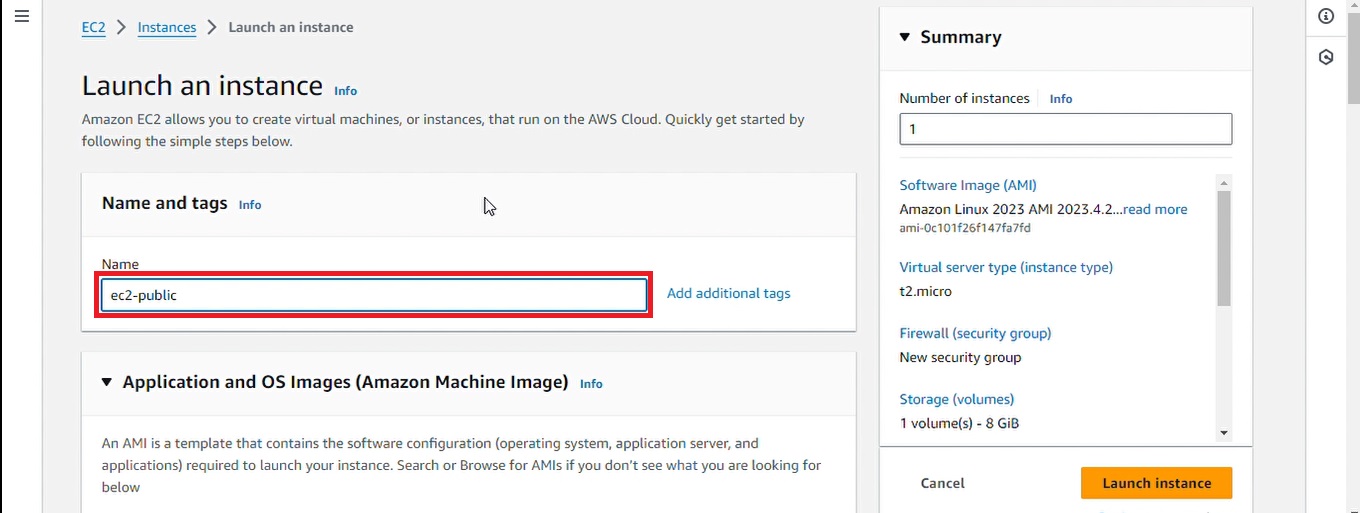 EC2 > Instances > Launch an instance
Launch an instance Info
Amazon EC2 allows you to create virtual machines, or instances, that run on the AWS Cloud. Quickly get started by
following the simple steps below.
Name and tags Info
Name
ec2-public
Add additional tags
Application and OS Images (Amazon Machine Image) Info
An AMI is a template that contains the software configuration (operating system, application server, and
applications) required to launch your instance. Search or Browse for AMIs if you don't see what you are looking for
below
Summary
Number of instances Info
1
Software Image (AMI)
Amazon Linux 2023 AMI 2023.4.2...read more
ami-0c101f26f147fa7fd
Virtual server type (instance type)
t2.micro
Firewall (security group)
New security group
Storage (volumes)
1 volume(s) - 8 GiB
Cancel
Launch instance